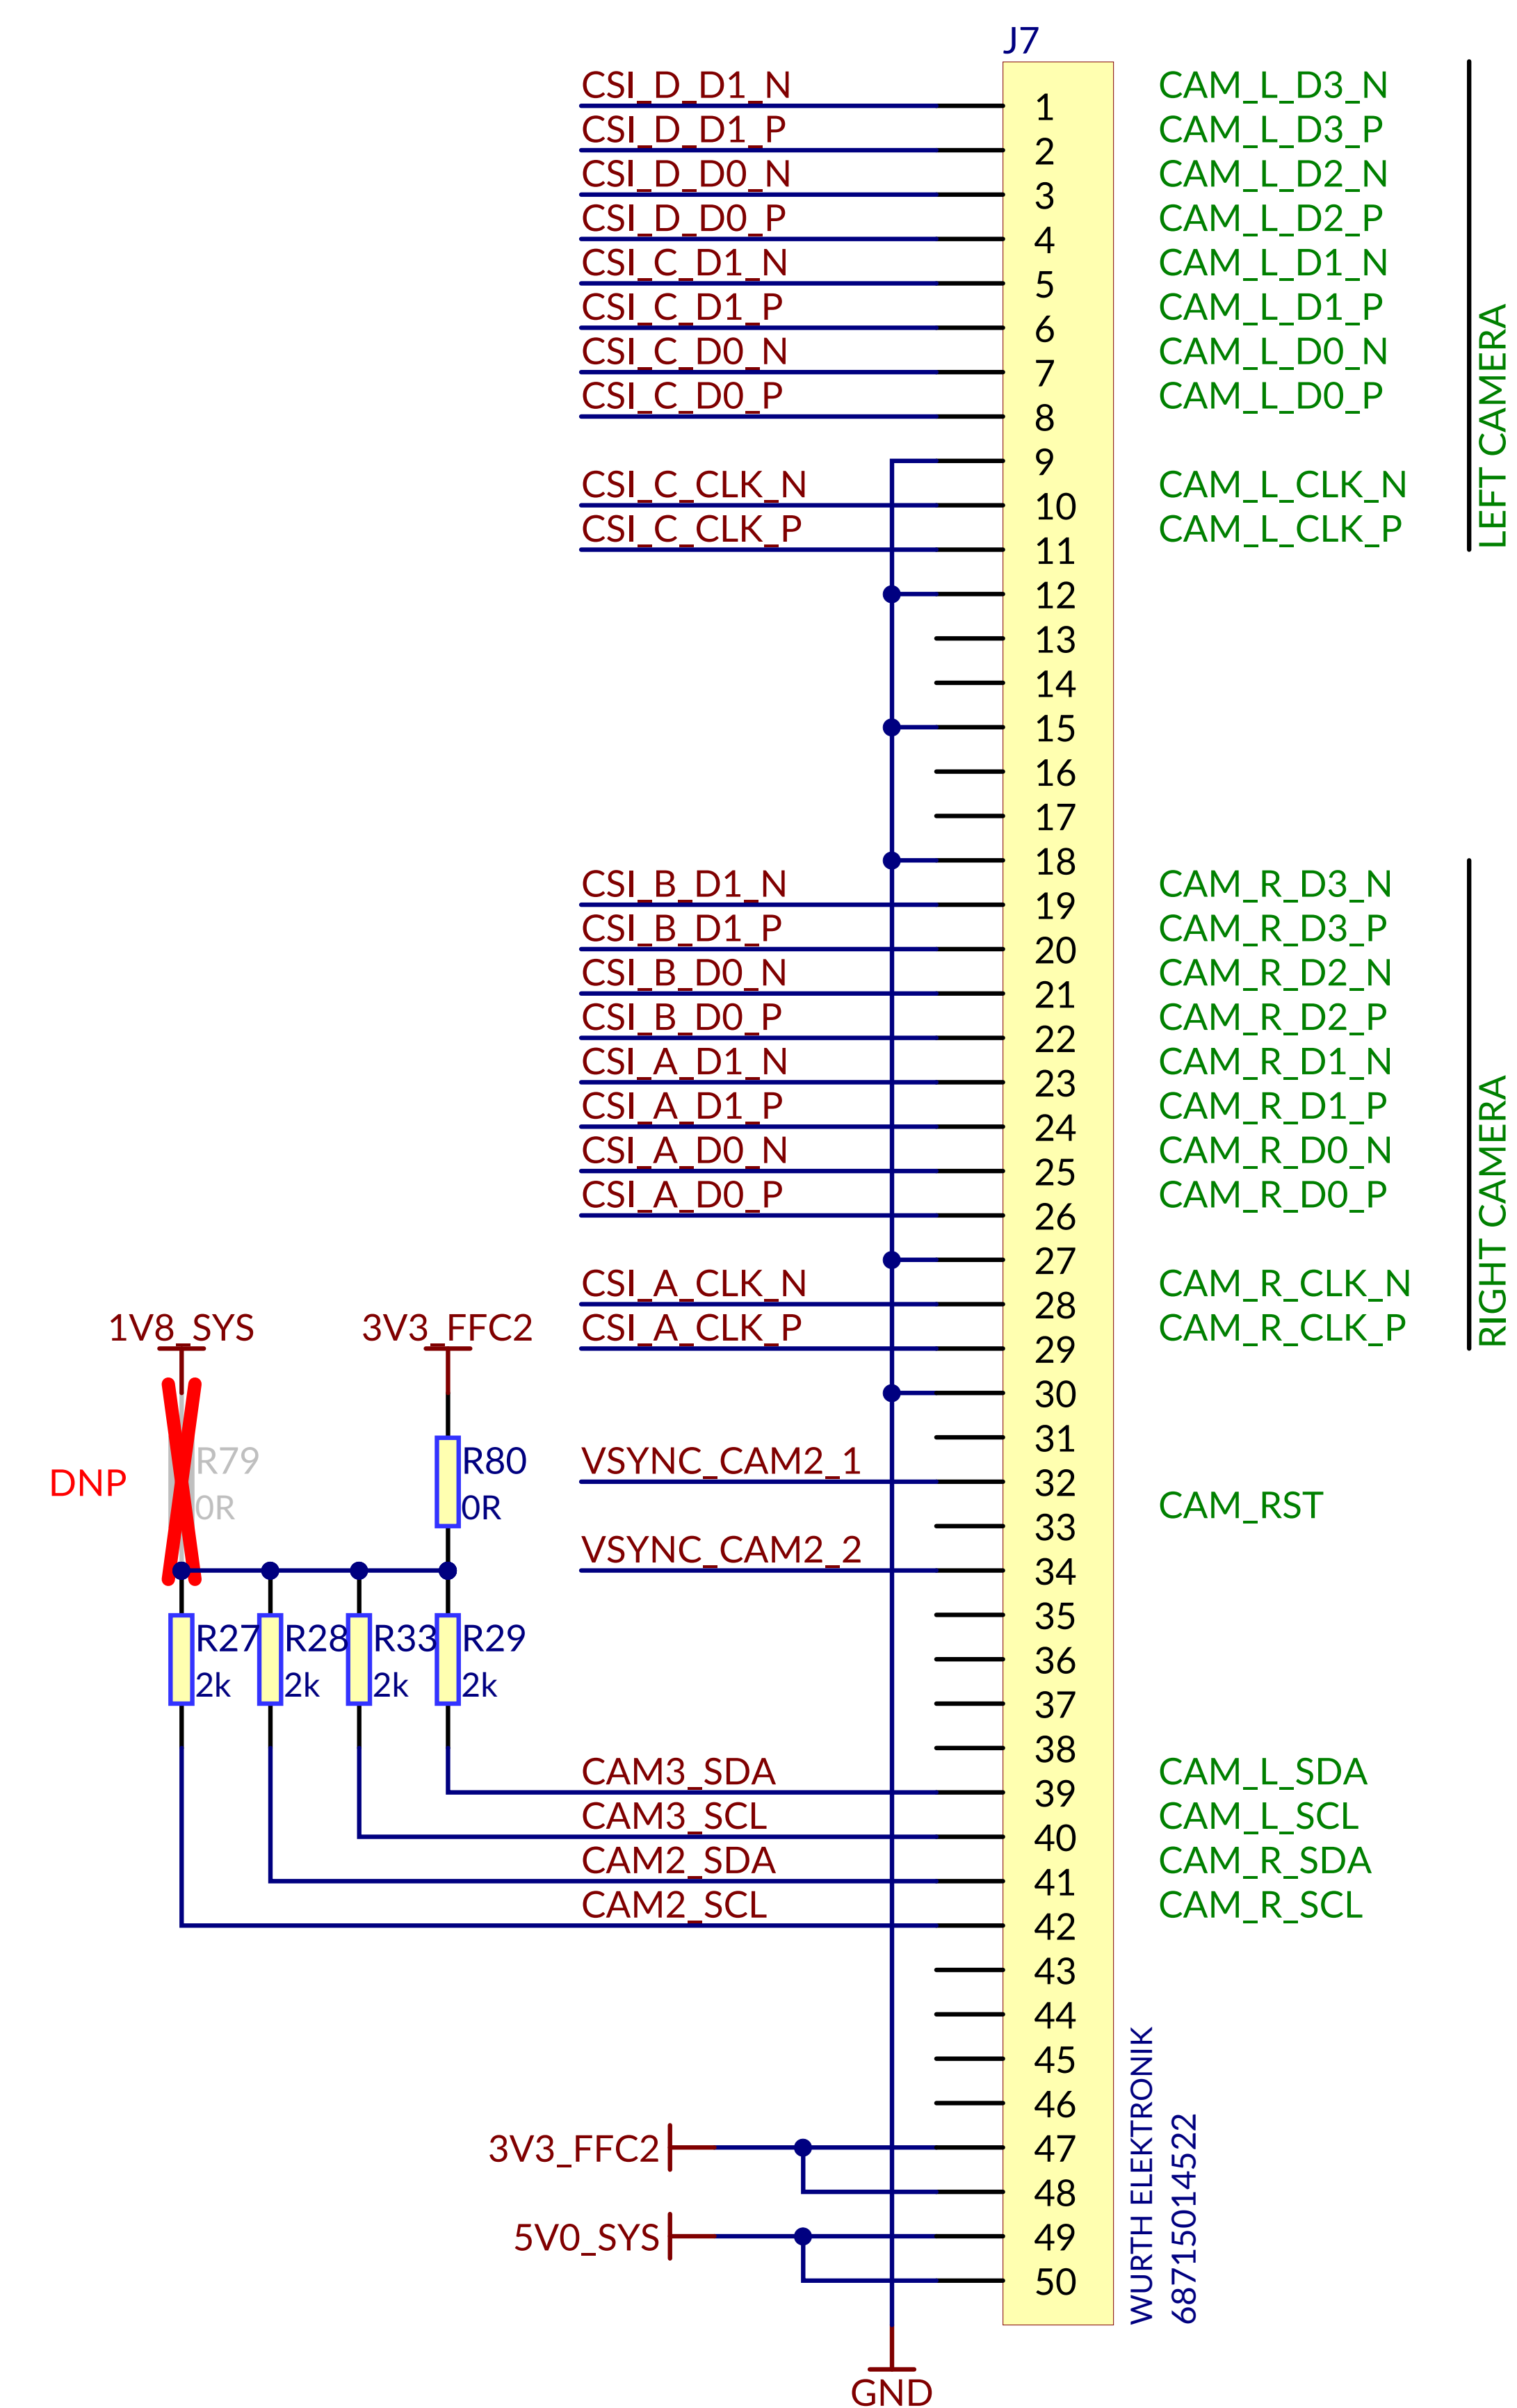 J7
CSI_D_D1_N 1 CAM_L_D3_N
CSI_D_D1_P 2 CAM_L_D3_P
CSI_D_D0_N 3 CAM_L_D2_N
CSI_D_D0_P 4 CAM_L_D2_P
CSI_C_D1_N 5 CAM_L_D1_N
CSI_C_D1_P 6 CAM_L_D1_P
CSI_C_D0_N 7 CAM_L_D0_N
CSI_C_D0_P 8 CAM_L_D0_P
9
CSI_C_CLK_N 10 CAM_L_CLK_N
CSI_C_CLK_P 11 CAM_L_CLK_P
LEFT CAMERA
12
13
14
15
16
17
18
CSI_B_D1_N 19 CAM_R_D3_N
CSI_B_D1_P 20 CAM_R_D3_P
CSI_B_D0_N 21 CAM_R_D2_N
CSI_B_D0_P 22 CAM_R_D2_P
CSI_A_D1_N 23 CAM_R_D1_N
CSI_A_D1_P 24 CAM_R_D1_P
CSI_A_D0_N 25 CAM_R_D0_N
CSI_A_D0_P 26 CAM_R_D0_P
27
CSI_A_CLK_N 28 CAM_R_CLK_N
CSI_A_CLK_P 29 CAM_R_CLK_P
RIGHT CAMERA
1V8_SYS 3V3_FFC2
30
31
DNP
R79
0R
R80
0R
VSYNC_CAM2_1 32
33 CAM_RST
VSYNC_CAM2_2 34
35
R27 R28 R33 R29
2k 2k 2k 2k
36
37
38
CAM3_SDA 39 CAM_L_SDA
CAM3_SCL 40 CAM_L_SCL
CAM2_SDA 41 CAM_R_SDA
CAM2_SCL 42 CAM_R_SCL
43
44
45
46
3V3_FFC2 47
48
5V0_SYS 49
50
WURTH ELEKTRONIK
68715014522
GND